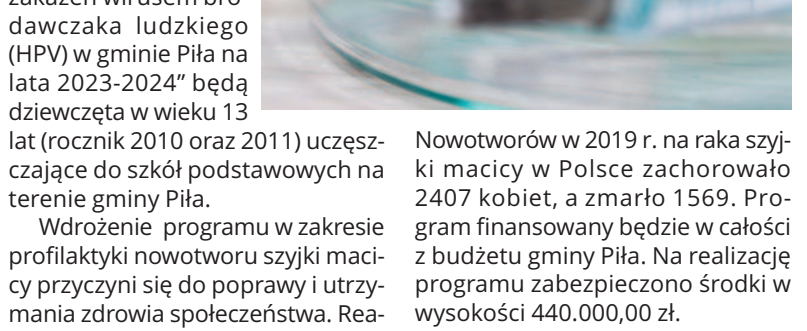 zakażeń wirusem bro-
dawczaka ludzkiego
(HPV) w gminie Piła na
lata 2023-2024” będą
dziewczęta w wieku 13
lat (rocznik 2010 oraz 2011) uczęsz-
czające do szkół podstawowych na
terenie gminy Piła.
Wdrożenie programu w zakresie
profilaktyki nowotworu szyjki maci-
cy przyczyni się do poprawy i utrzy-
mania zdrowia społeczeństwa. Rea-
Nowotworów w 2019 r. na raka szyj-
ki macicy w Polsce zachorowało
2407 kobiet, a zmarło 1569. Pro-
gram finansowany będzie w całości
z budżetu gminy Piła. Na realizację
programu zabezpieczono środki w
wysokości 440.000,00 zł.